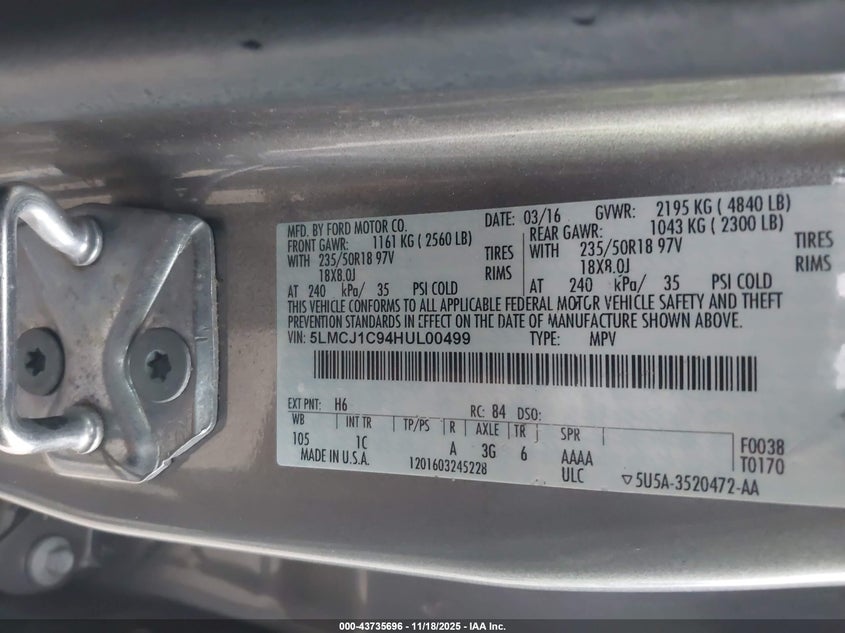 MFD. BY FORD MOTOR CO. DATE: 03/16 GVWR: 2195 KG ( 4840 LB)
FRONT GAWR: 1161 KG ( 2560 LB) REAR GAWR: 1043 KG ( 2300 LB)
WITH 235/50R18 97V TIRES WITH 235/50R18 97V TIRES
18X8.0J RIMS 18X8.0J RIMS
AT 240 kPa/ 35 PSI COLD AT 240 kPa/ 35 PSI COLD
THIS VEHICLE CONFORMS TO ALL APPLICABLE FEDERAL MOTOR VEHICLE SAFETY AND THEFT
PREVENTION STANDARDS IN EFFECT ON THE DATE OF MANUFACTURE SHOWN ABOVE.
VIN: 5LMCJ1C94HUL00499 TYPE: MPV
EXT PNT: H6 RC: 84 DSO:
WB INT TR TP/PS R AXLE TR SPR
105 1C A 3G 6 AAAA F0038
MADE IN U.S.A. 1201603245228 ULC T0170
▽5U5A-3520472-AA
000-43735696 | 11/18/2025 - IAA Inc.